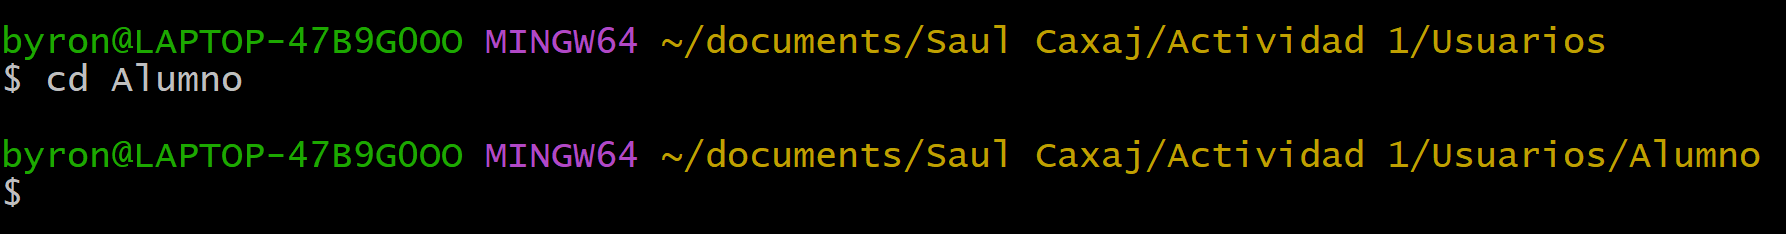 byron@LAPTOP-47B9G0OO MINGW64 ~/documents/Saul Caxaj/Actividad 1/Usuarios
$ cd Alumno
byron@LAPTOP-47B9G0OO MINGW64 ~/documents/Saul Caxaj/Actividad 1/Usuarios/Alumno
$